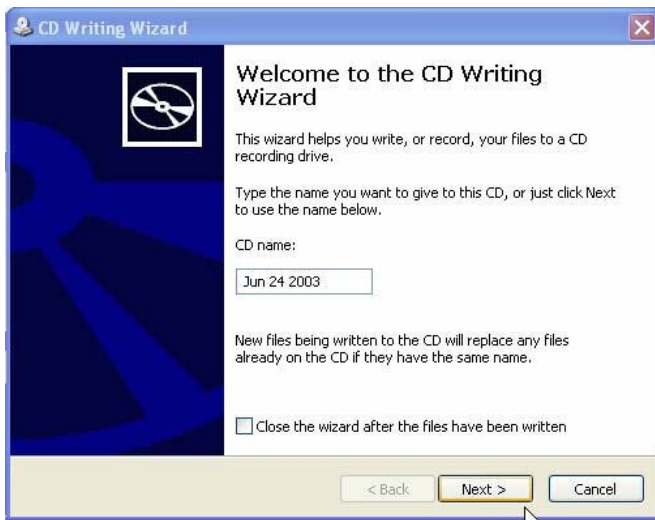 CD Writing Wizard
Welcome to the CD Writing
Wizard
This wizard helps you write, or record, your files to a CD
recording drive.
Type the name you want to give to this CD, or just click Next
to use the name below.
CD name:
Jun 24 2003
New files being written to the CD will replace any files
already on the CD if they have the same name.
Close the wizard after the files have been written
< Back Next > Cancel